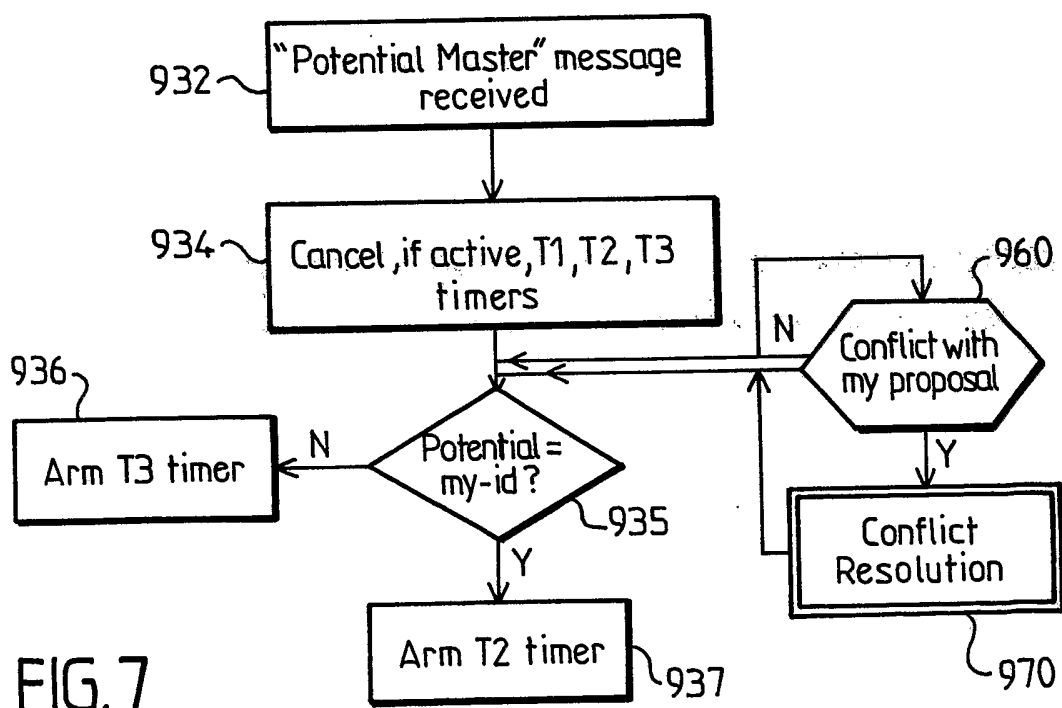 932
"Potential Master" message
received
934
Cancel, if active, T1, T2, T3
timers
960
N
Conflict with
my proposal
Y
936
Arm T3 timer
N
Potential =
my-id?
935
Y
Conflict
Resolution
970
Arm T2 timer
937
FIG. 7